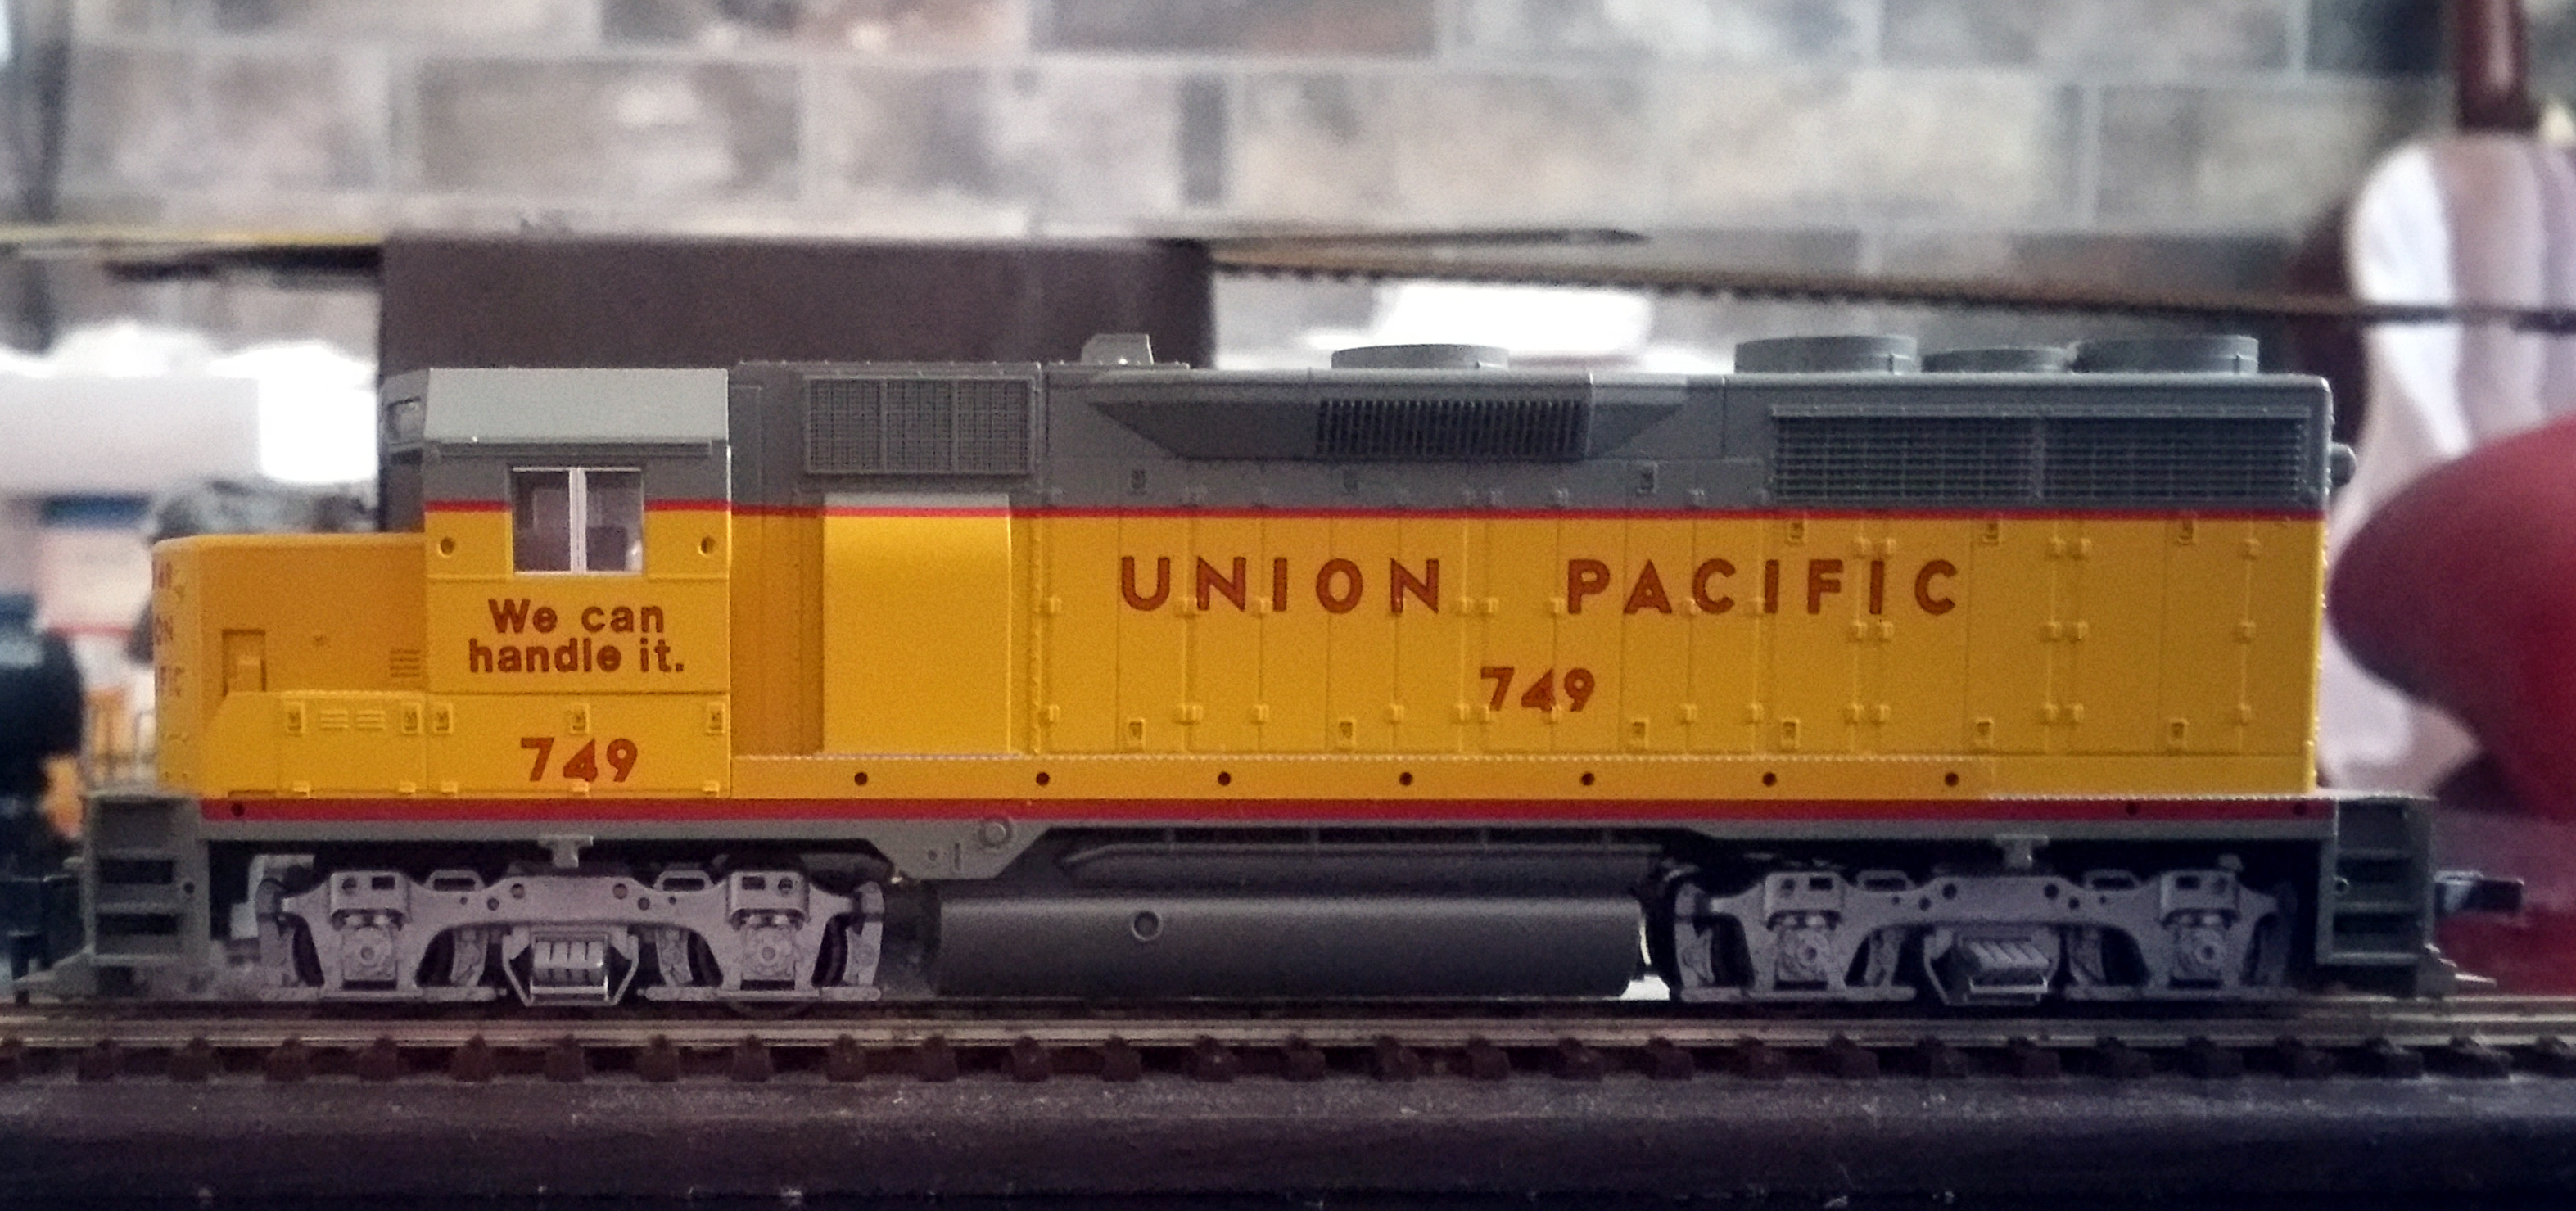 We can
handle it.
749
UNION PACIFIC
749